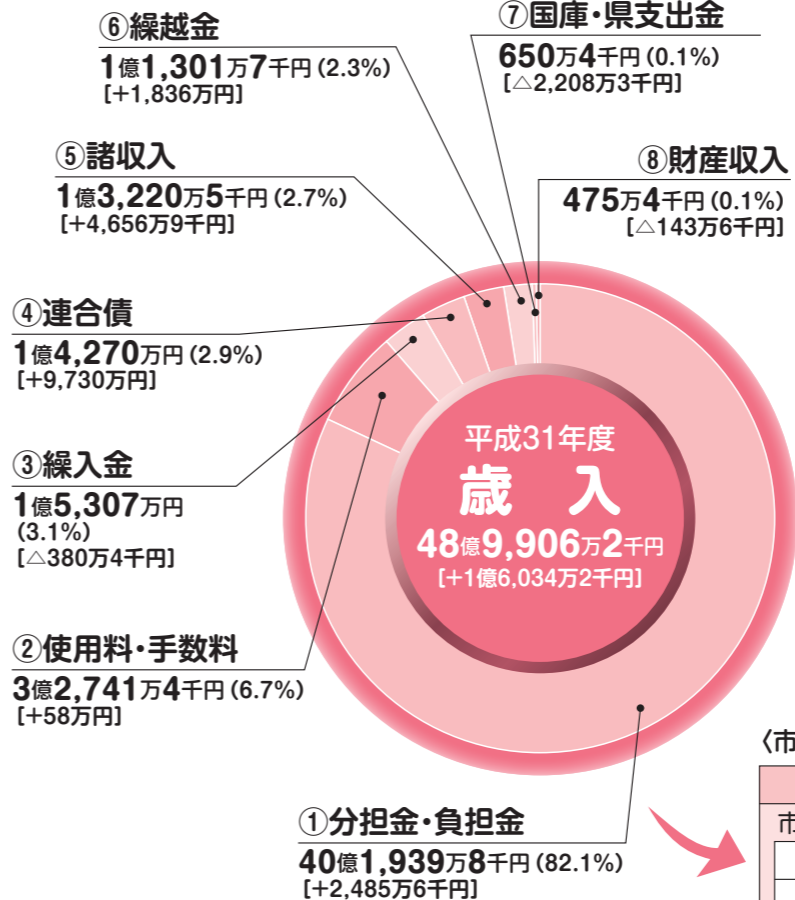 ⑥繰越金
1億1,301万7千円(2.3%)
[+1,836万円]
⑦国庫・県支出金
650万4千円(0.1%)
[△2,208万3千円]
⑤諸収入
1億3,220万5千円(2.7%)
[+4,656万9千円]
⑧財産収入
475万4千円(0.1%)
[△143万6千円]
④連合債
1億4,270万円(2.9%)
[+9,730万円]
③繰入金
1億5,307万円
(3.1%)
[△380万4千円]
平成31年度
歳 入
48億9,906万2千円
[+1億6,034万2千円]
②使用料・手数料
3億2,741万4千円(6.7%)
[+58万円]
①分担金・負担金
40億1,939万8千円(82.1%)
[+2,485万6千円]
〈市
市